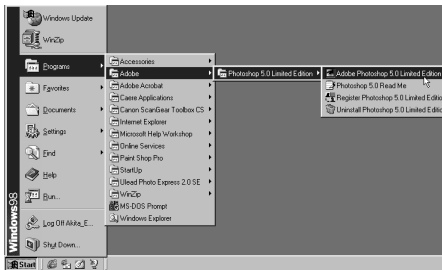 Windows Update
WinZip
Programs
Favorites
Documents
Settings
Find
Help
Run...
Log Off Akita_E...
Shut Down...
Windows98
Start
Accessories
Adobe
Adobe Acrobat
Caere Applications
Canon ScanGear Toolbox CS
Internet Explorer
Microsoft Help Workshop
Online Services
Paint Shop Pro
StartUp
Ulead Photo Express 2.0 SE
WinZip
MS-DOS Prompt
Windows Explorer
Photoshop 5.0 Limited Edition
Adobe Photoshop 5.0 Limited Edition
Photoshop 5.0 Read Me
Register Photoshop 5.0 Limited Editio
Uninstall Photoshop 5.0 Limited Editio